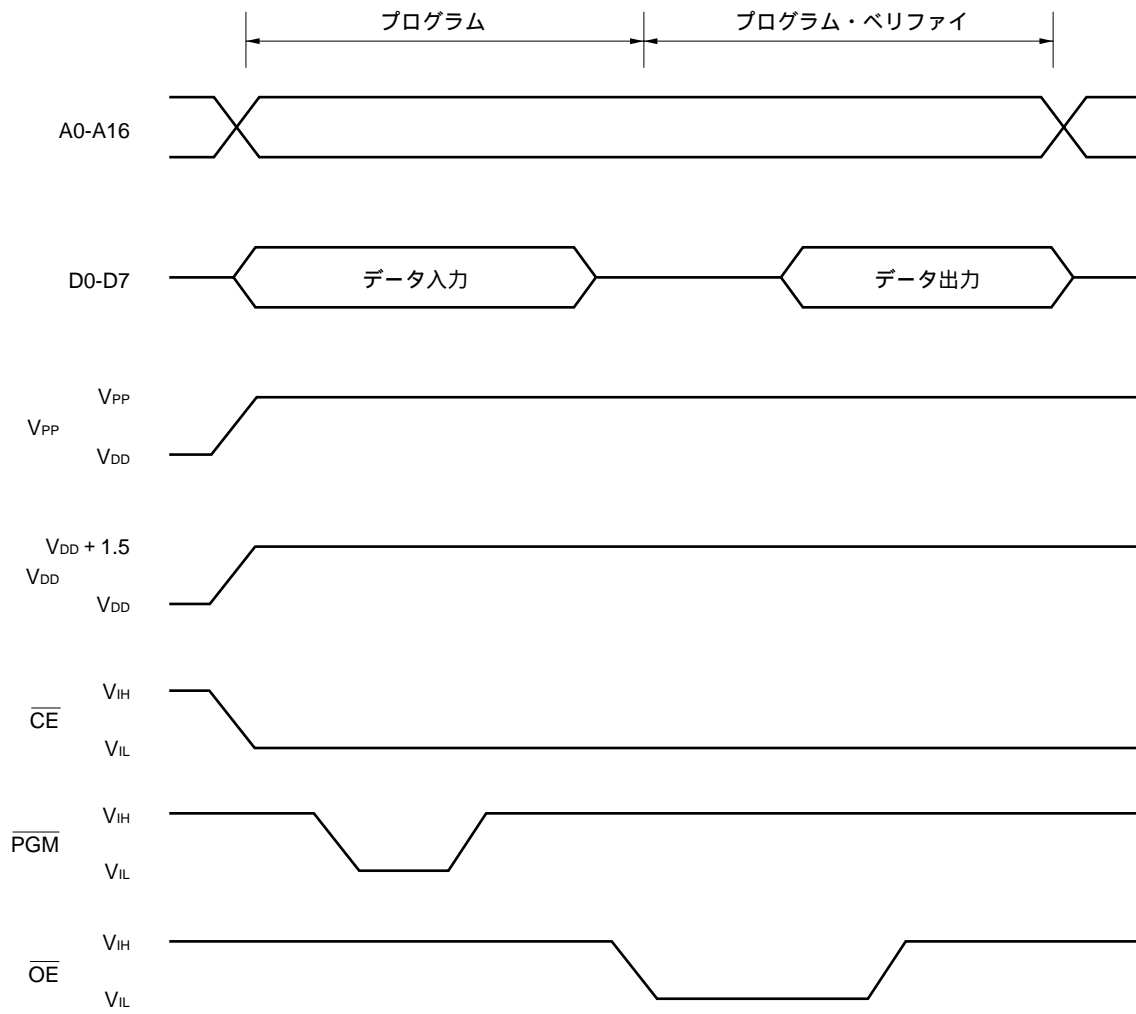 プログラム
プログラム・ベリファイ
A0-A16
D0-D7
データ入力
データ出力
VPP
VPP
VDD
VDD + 1.5
VDD
VDD
VIH
CE
VIL
VIH
PGM
VIL
VIH
OE
VIL